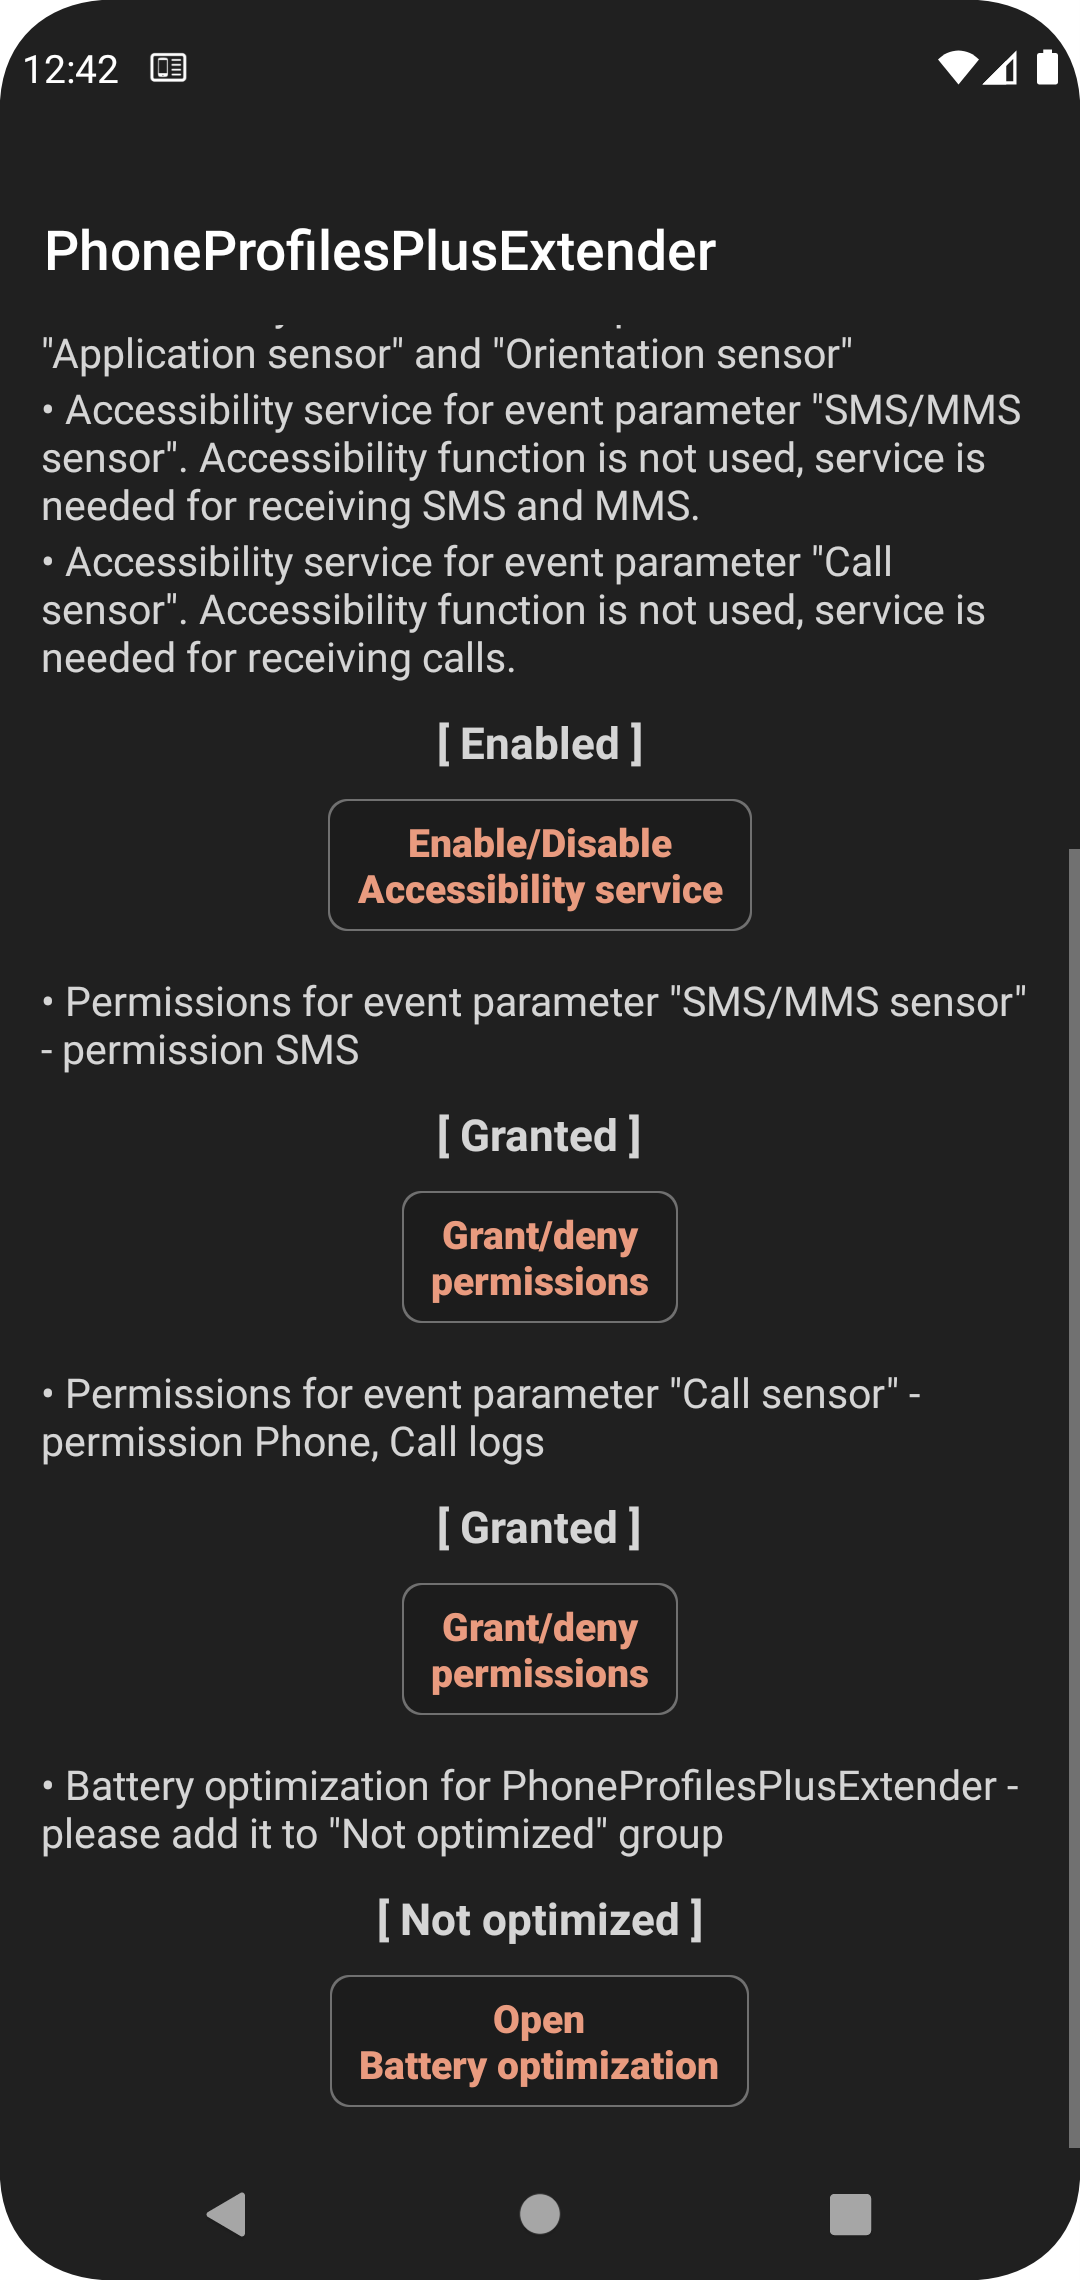 12:42
PhoneProfilesPlusExtender
"Application sensor" and "Orientation sensor"
• Accessibility service for event parameter "SMS/MMS
sensor". Accessibility function is not used, service is
needed for receiving SMS and MMS.
• Accessibility service for event parameter "Call
sensor". Accessibility function is not used, service is
needed for receiving calls.
[ Enabled ]
Enable/Disable
Accessibility service
• Permissions for event parameter "SMS/MMS sensor"
- permission SMS
[ Granted ]
Grant/deny
permissions
• Permissions for event parameter "Call sensor" -
permission Phone, Call logs
[ Granted ]
Grant/deny
permissions
• Battery optimization for PhoneProfilesPlusExtender -
please add it to "Not optimized" group
[ Not optimized ]
Open
Battery optimization